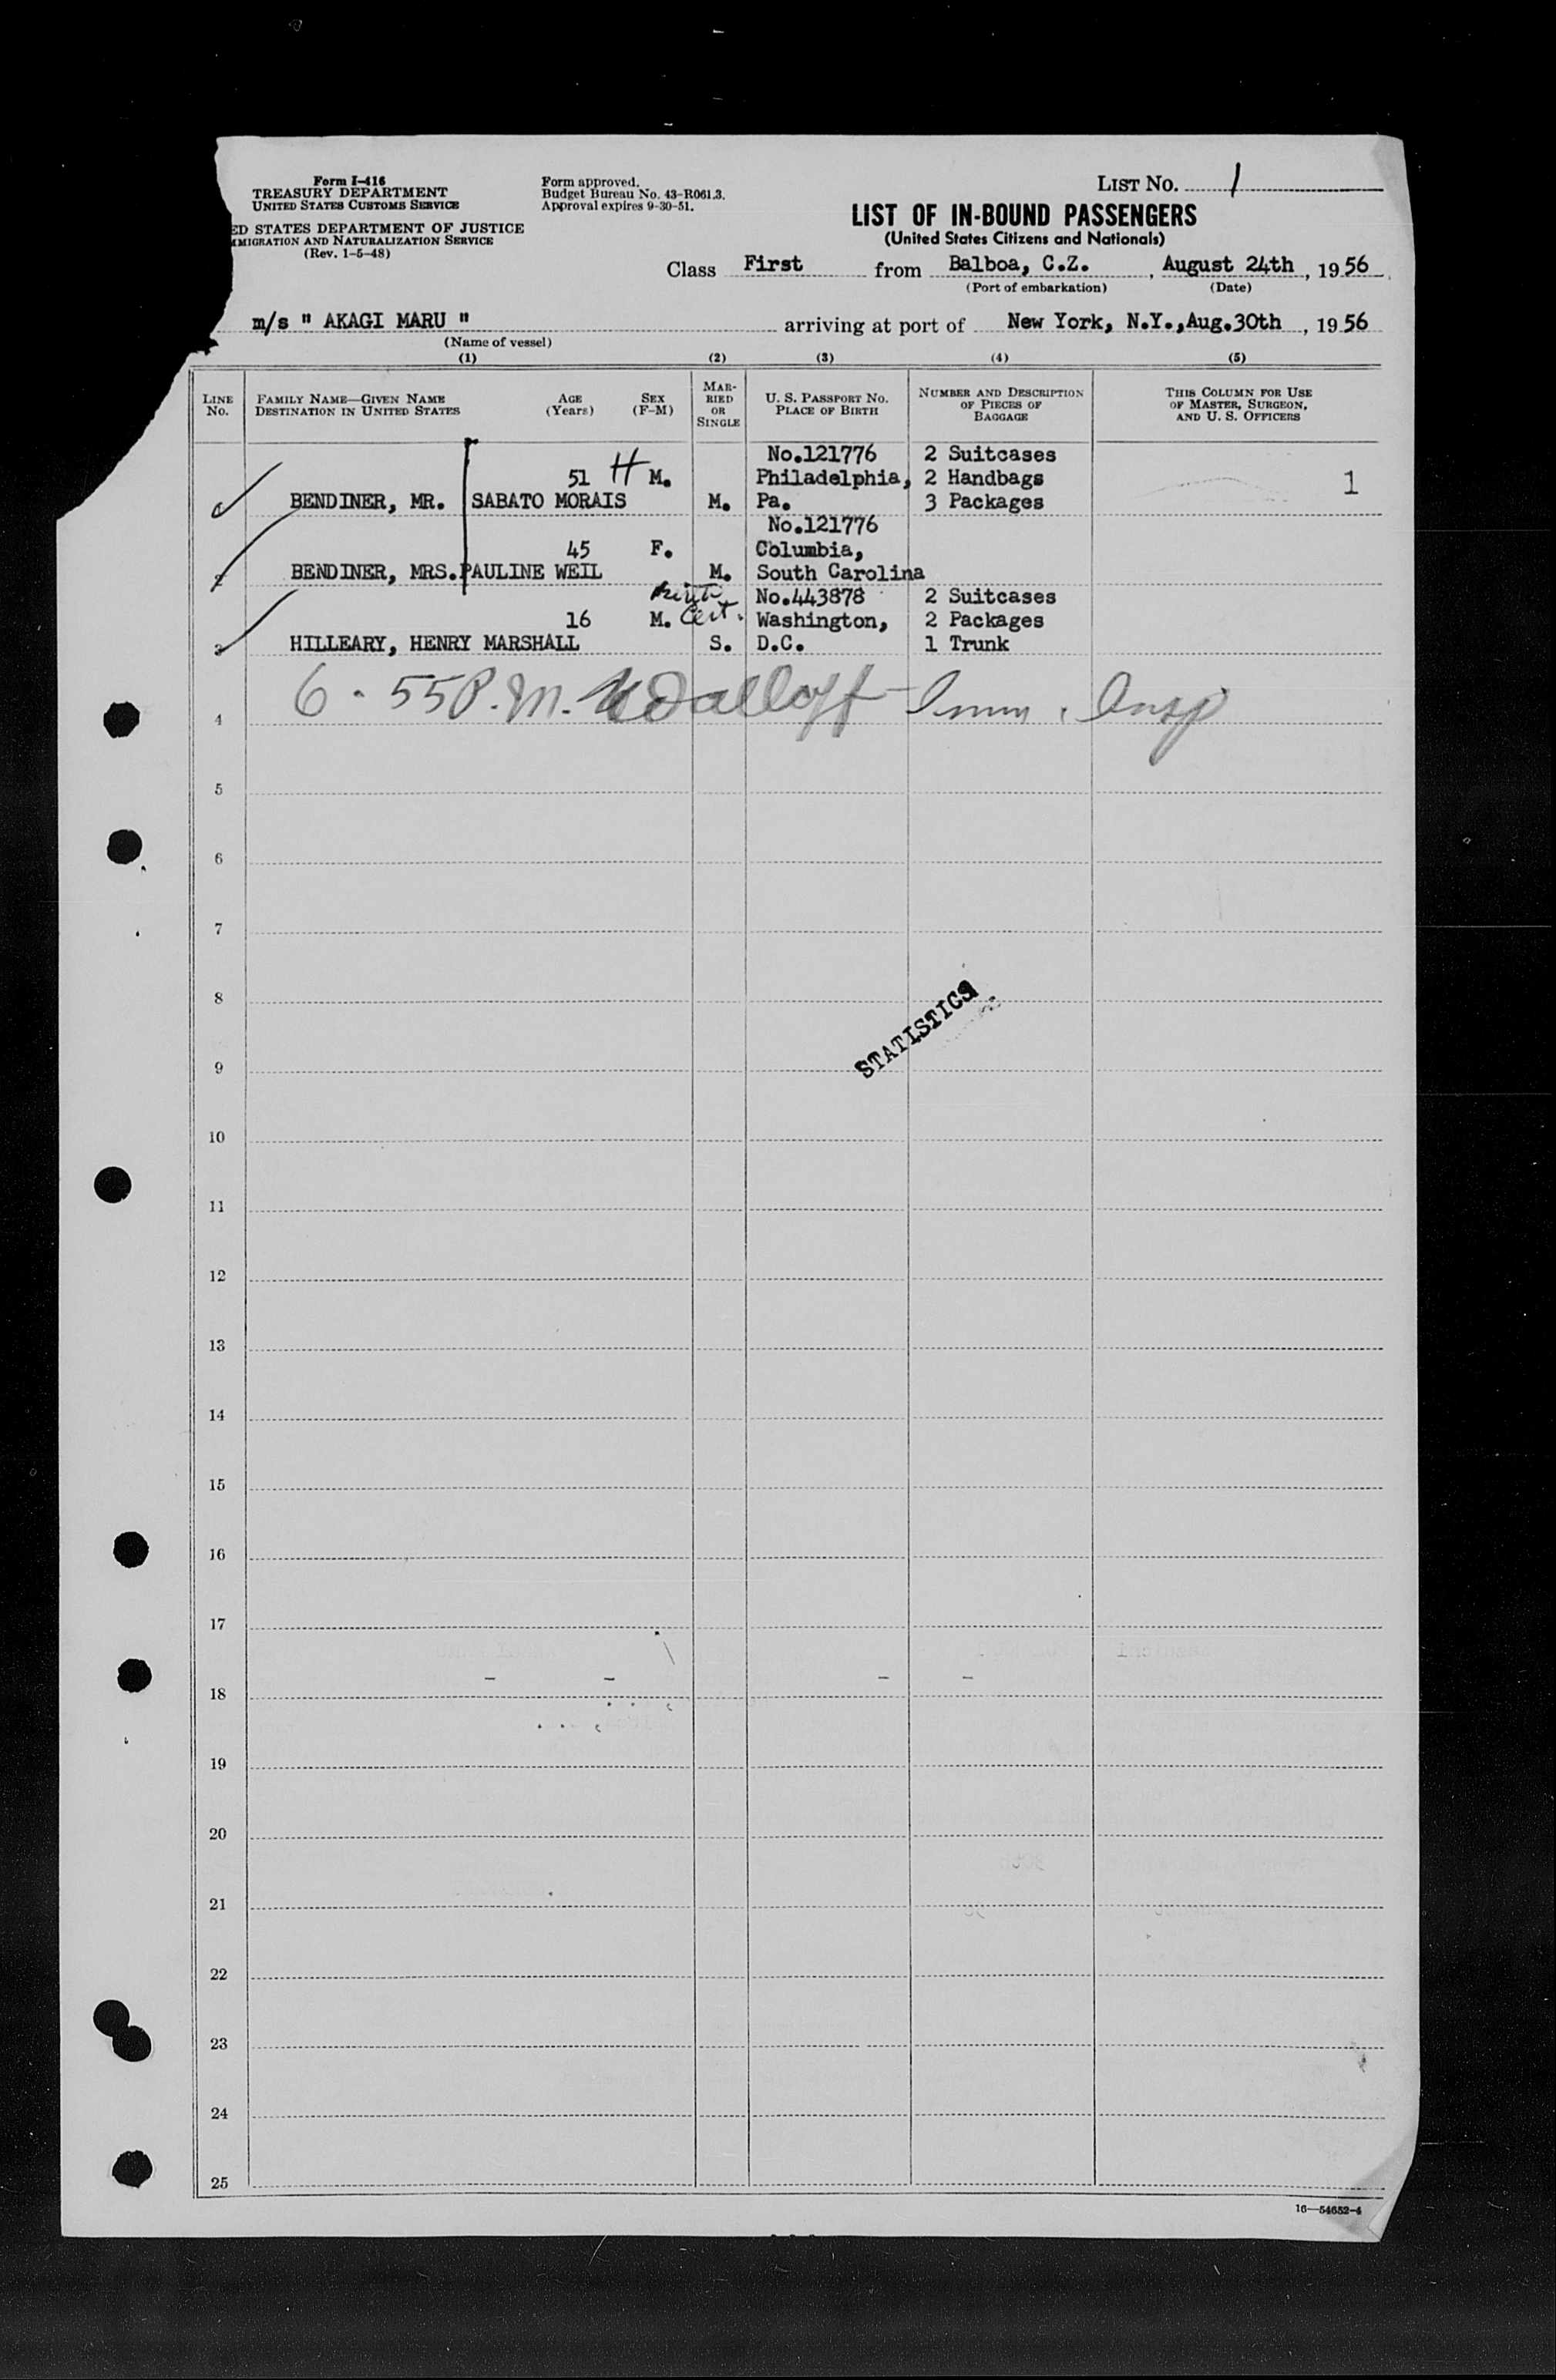 Form I-416
TREASURY DEPARTMENT
UNITED STATES CUSTOMS SERVICE
ED STATES DEPARTMENT OF JUSTICE
MIGRATION AND NATURALIZATION SERVICE
(Rev. 1-5-48)
Form approved.
Budget Bureau No. 43-R061.3.
Approval expires 9-30-51.
LIST NO. 1
LIST OF IN-BOUND PASSENGERS
(United States Citizens and Nationals)
Class First from Balboa, C.Z. , August 24th , 1956
(Port of embarkation) (Date)
m/s " AKAGI MARU " arriving at port of New York, N.Y.,Aug.30th , 1956
(Name of vessel)
(1) (2) (3) (4) (5)
LINE No.
FAMILY NAME—GIVEN NAME
DESTINATION IN UNITED STATES
AGE (Years)
SEX (F-M)
MARRIED OR SINGLE
U. S. PASSPORT NO.
PLACE OF BIRTH
NUMBER AND DESCRIPTION OF PIECES OF BAGGAGE
THIS COLUMN FOR USE OF MASTER, SURGEON, AND U. S. OFFICERS
No.121776 2 Suitcases
51 H M. Philadelphia, 2 Handbags 1
BENDINER, MR. SABATO MORAIS M. Pa. 3 Packages
No.121776
45 F. Columbia,
2 BENDINER, MRS.PAULINE WEIL M. South Carolina
Birth No.443878 2 Suitcases
16 M. Cert. Washington, 2 Packages
3 HILLEARY, HENRY MARSHALL S. D.C. 1 Trunk
6-55P.M. Imm. Insp
4
5
6
7
8
STATISTICS
9
10
11
12
13
14
15
16
17
18
19
20
21
22
23
24
25
16—54652-4